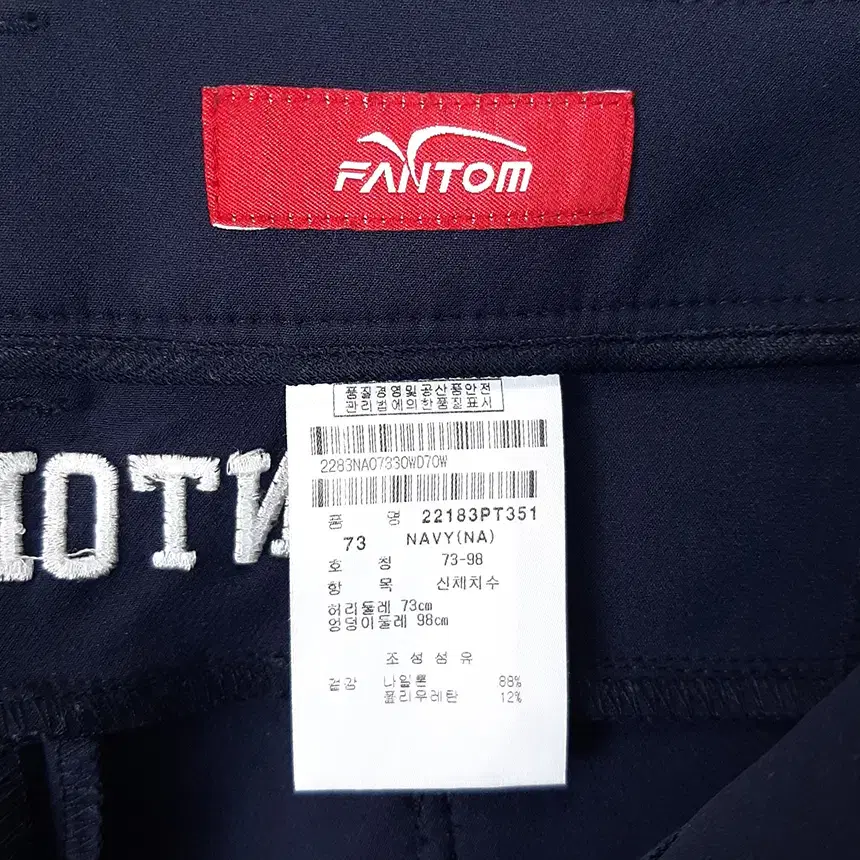 FANTOM
품질경영및공산품안전
관리법에의한품질표시
2283NA07330WD70W
품 명 22183PT351
73 NAVY(NA)
호 칭 73-98
항 목 신체치수
허리둘레 73cm
엉덩이둘레 98cm
조성섬유
겉감 나일론 88%
폴리우레탄 12%